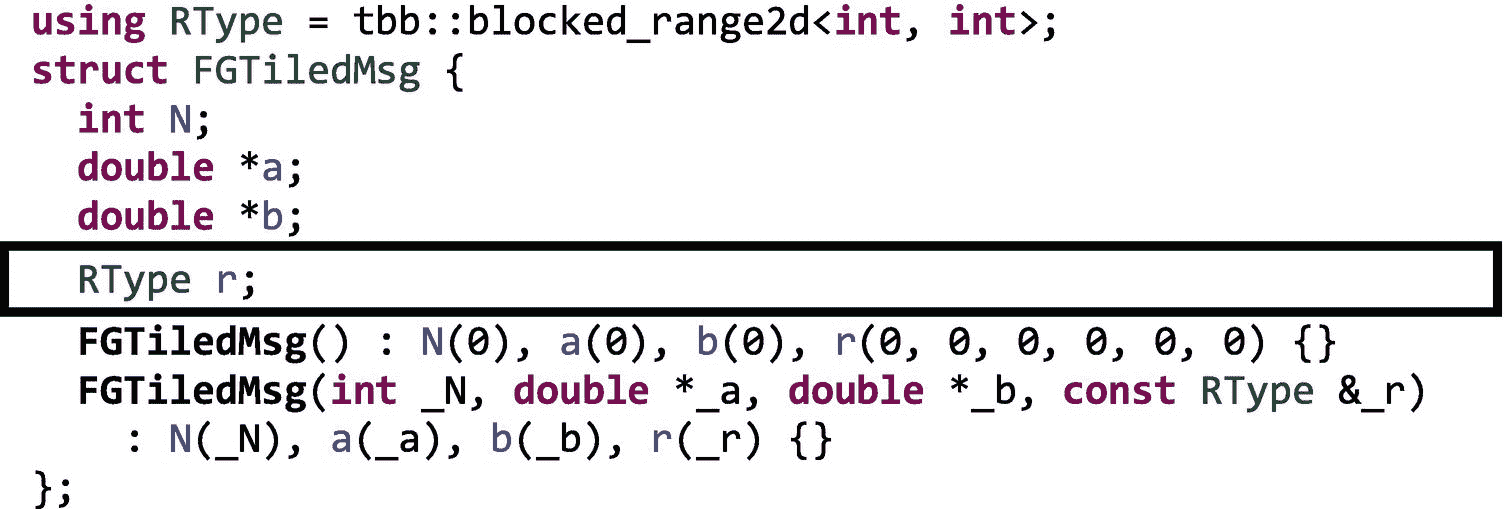 using RType = tbb::blocked_range2d<int, int>;
struct FGTiledMsg {
  int N;
  double *a;
  double *b;
  RType r;
  FGTiledMsg() : N(0), a(0), b(0), r(0, 0, 0, 0, 0, 0) {}
  FGTiledMsg(int _N, double *_a, double *_b, const RType &_r)
    : N(_N), a(_a), b(_b), r(_r) {}
};